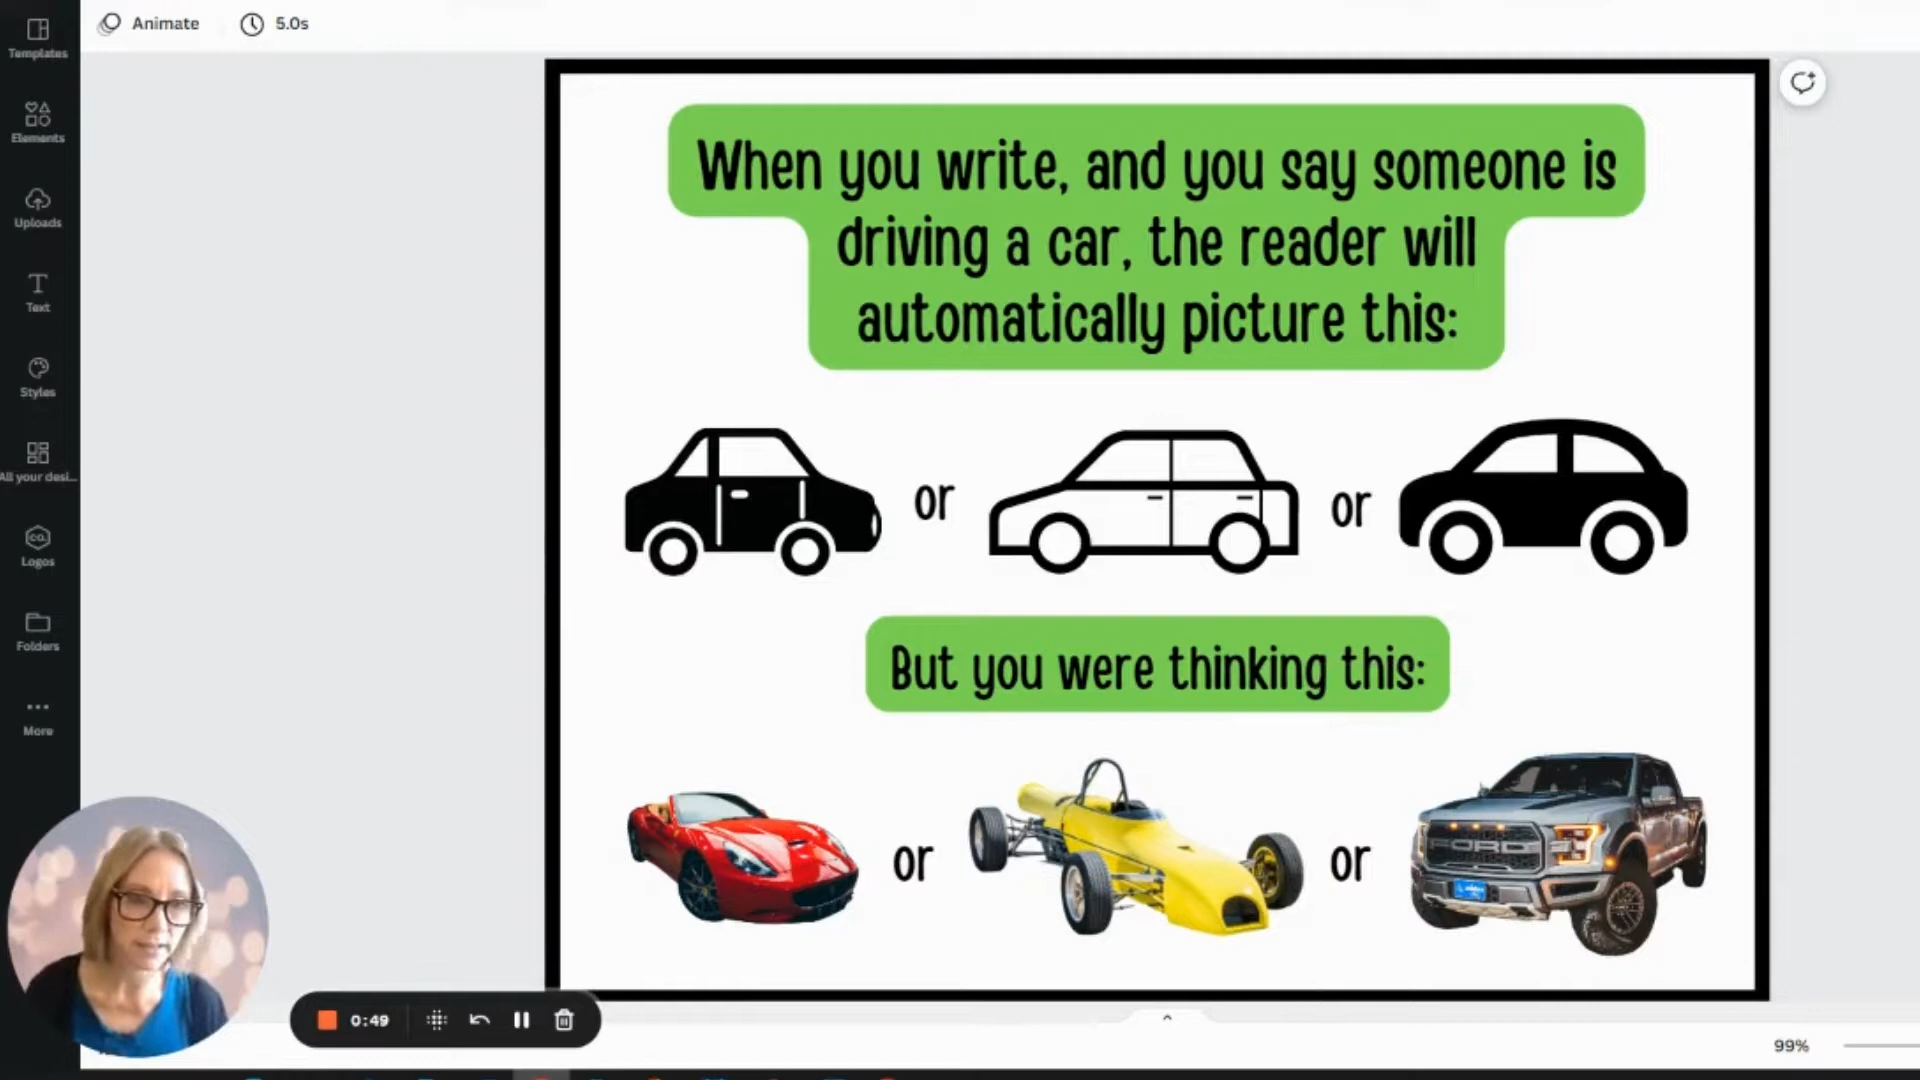 Animate
5.0s
Templates
Elements
Uploads
Text
Styles
All your desi...
CO.
Logos
Folders
More
When you write, and you say someone is
driving a car, the reader will
automatically picture this:
or
or
But you were thinking this:
or
or
FORD
0:49
99%